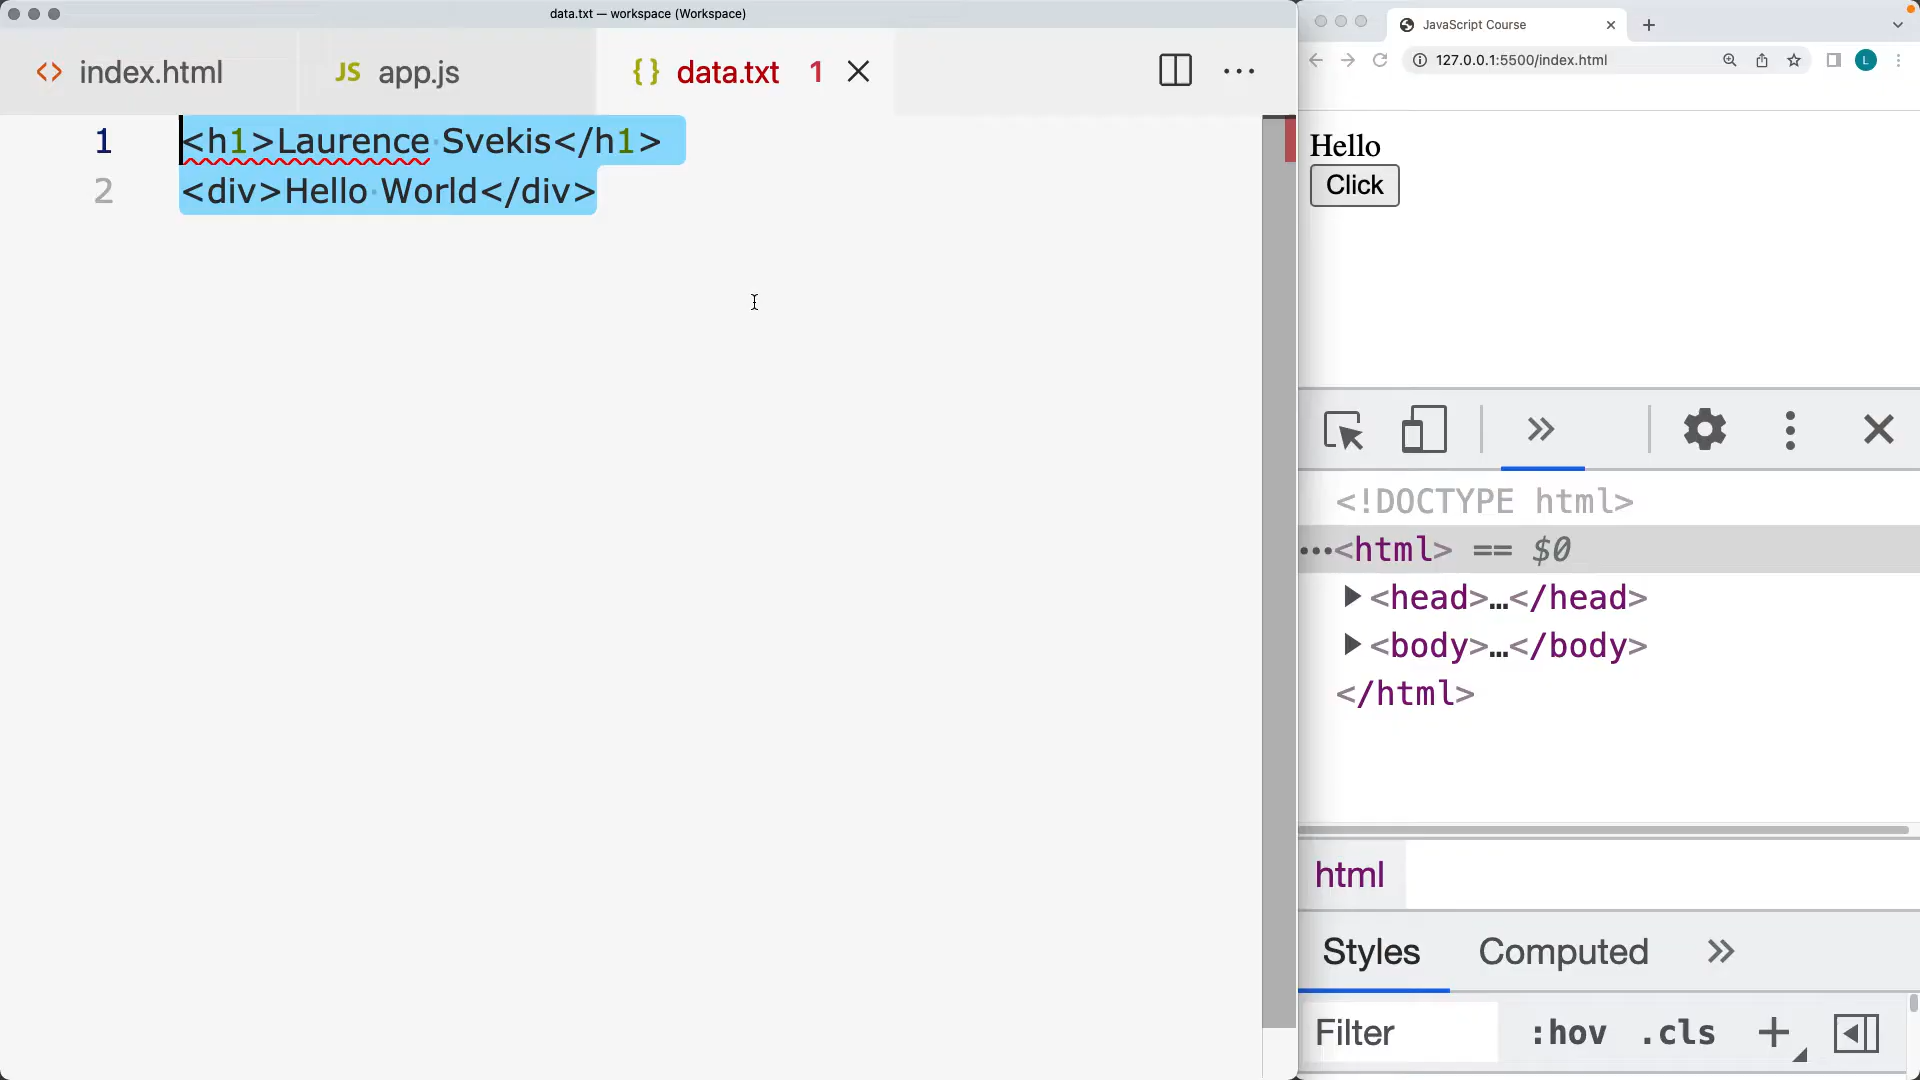 data.txt — workspace (Workspace)
<> index.html
JS app.js
{} data.txt 1
1 <h1>Laurence Svekis</h1>
2 <div>Hello World</div>
JavaScript Course
127.0.0.1:5500/index.html
L
Hello
Click
<!DOCTYPE html>
<html> == $0
<head>…</head>
<body>…</body>
</html>
html
Styles Computed
Filter :hov .cls